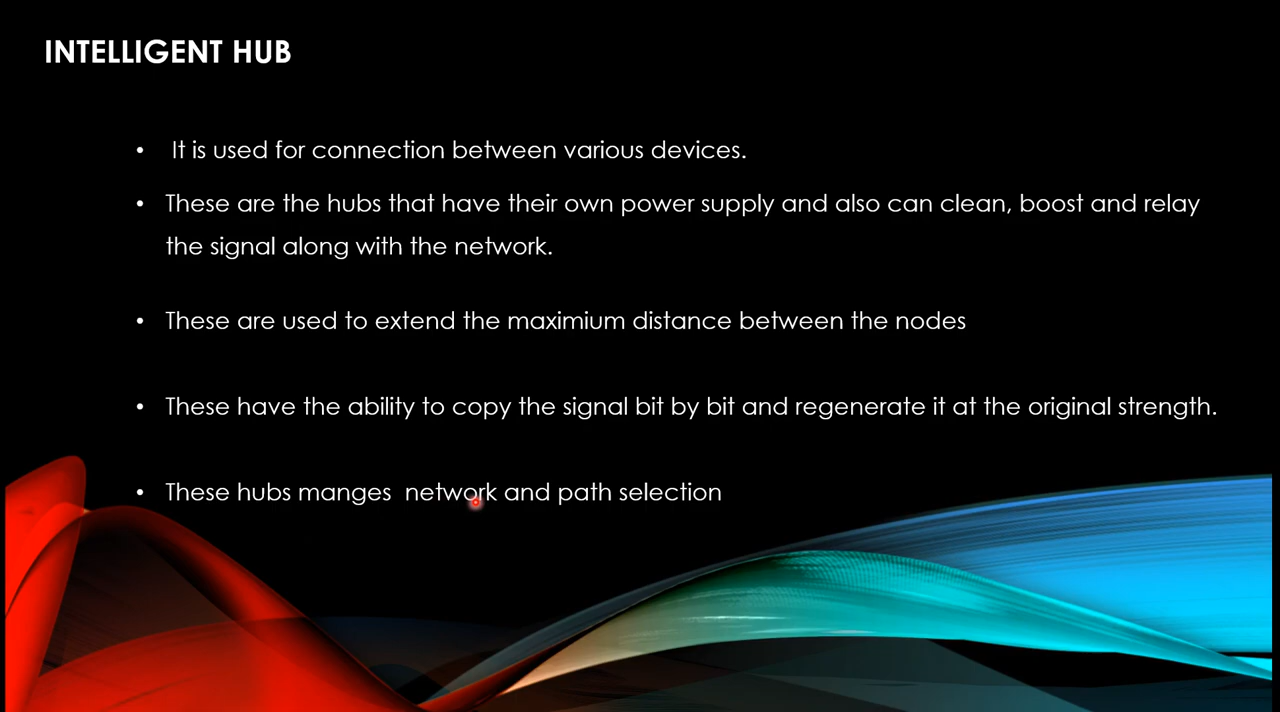 INTELLIGENT HUB
• It is used for connection between various devices.
• These are the hubs that have their own power supply and also can clean, boost and relay
the signal along with the network.
• These are used to extend the maximium distance between the nodes
• These have the ability to copy the signal bit by bit and regenerate it at the original strength.
• These hubs manges  network and path selection